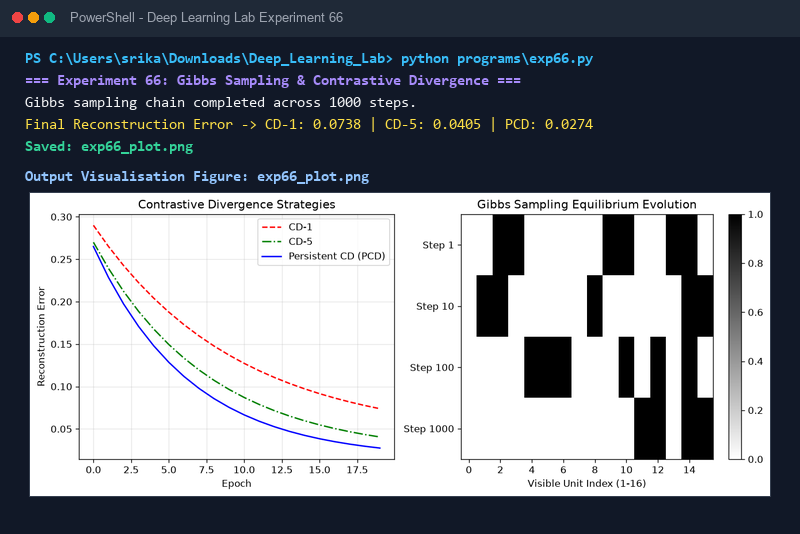 PowerShell - Deep Learning Lab Experiment 66
PS C:\Users\srika\Downloads\Deep_Learning_Lab> python programs\exp66.py
=== Experiment 66: Gibbs Sampling & Contrastive Divergence ===
Gibbs sampling chain completed across 1000 steps.
Final Reconstruction Error -> CD-1: 0.0738 | CD-5: 0.0405 | PCD: 0.0274
Saved: exp66_plot.png
Output Visualisation Figure: exp66_plot.png
Contrastive Divergence Strategies
0.30
0.25
0.20
0.15
0.10
0.05
Reconstruction Error
CD-1
CD-5
Persistent CD (PCD)
0.0 2.5 5.0 7.5 10.0 12.5 15.0 17.5
Epoch
Gibbs Sampling Equilibrium Evolution
Step 1
Step 10
Step 100
Step 1000
0 2 4 6 8 10 12 14
Visible Unit Index (1-16)
1.0
0.8
0.6
0.4
0.2
0.0